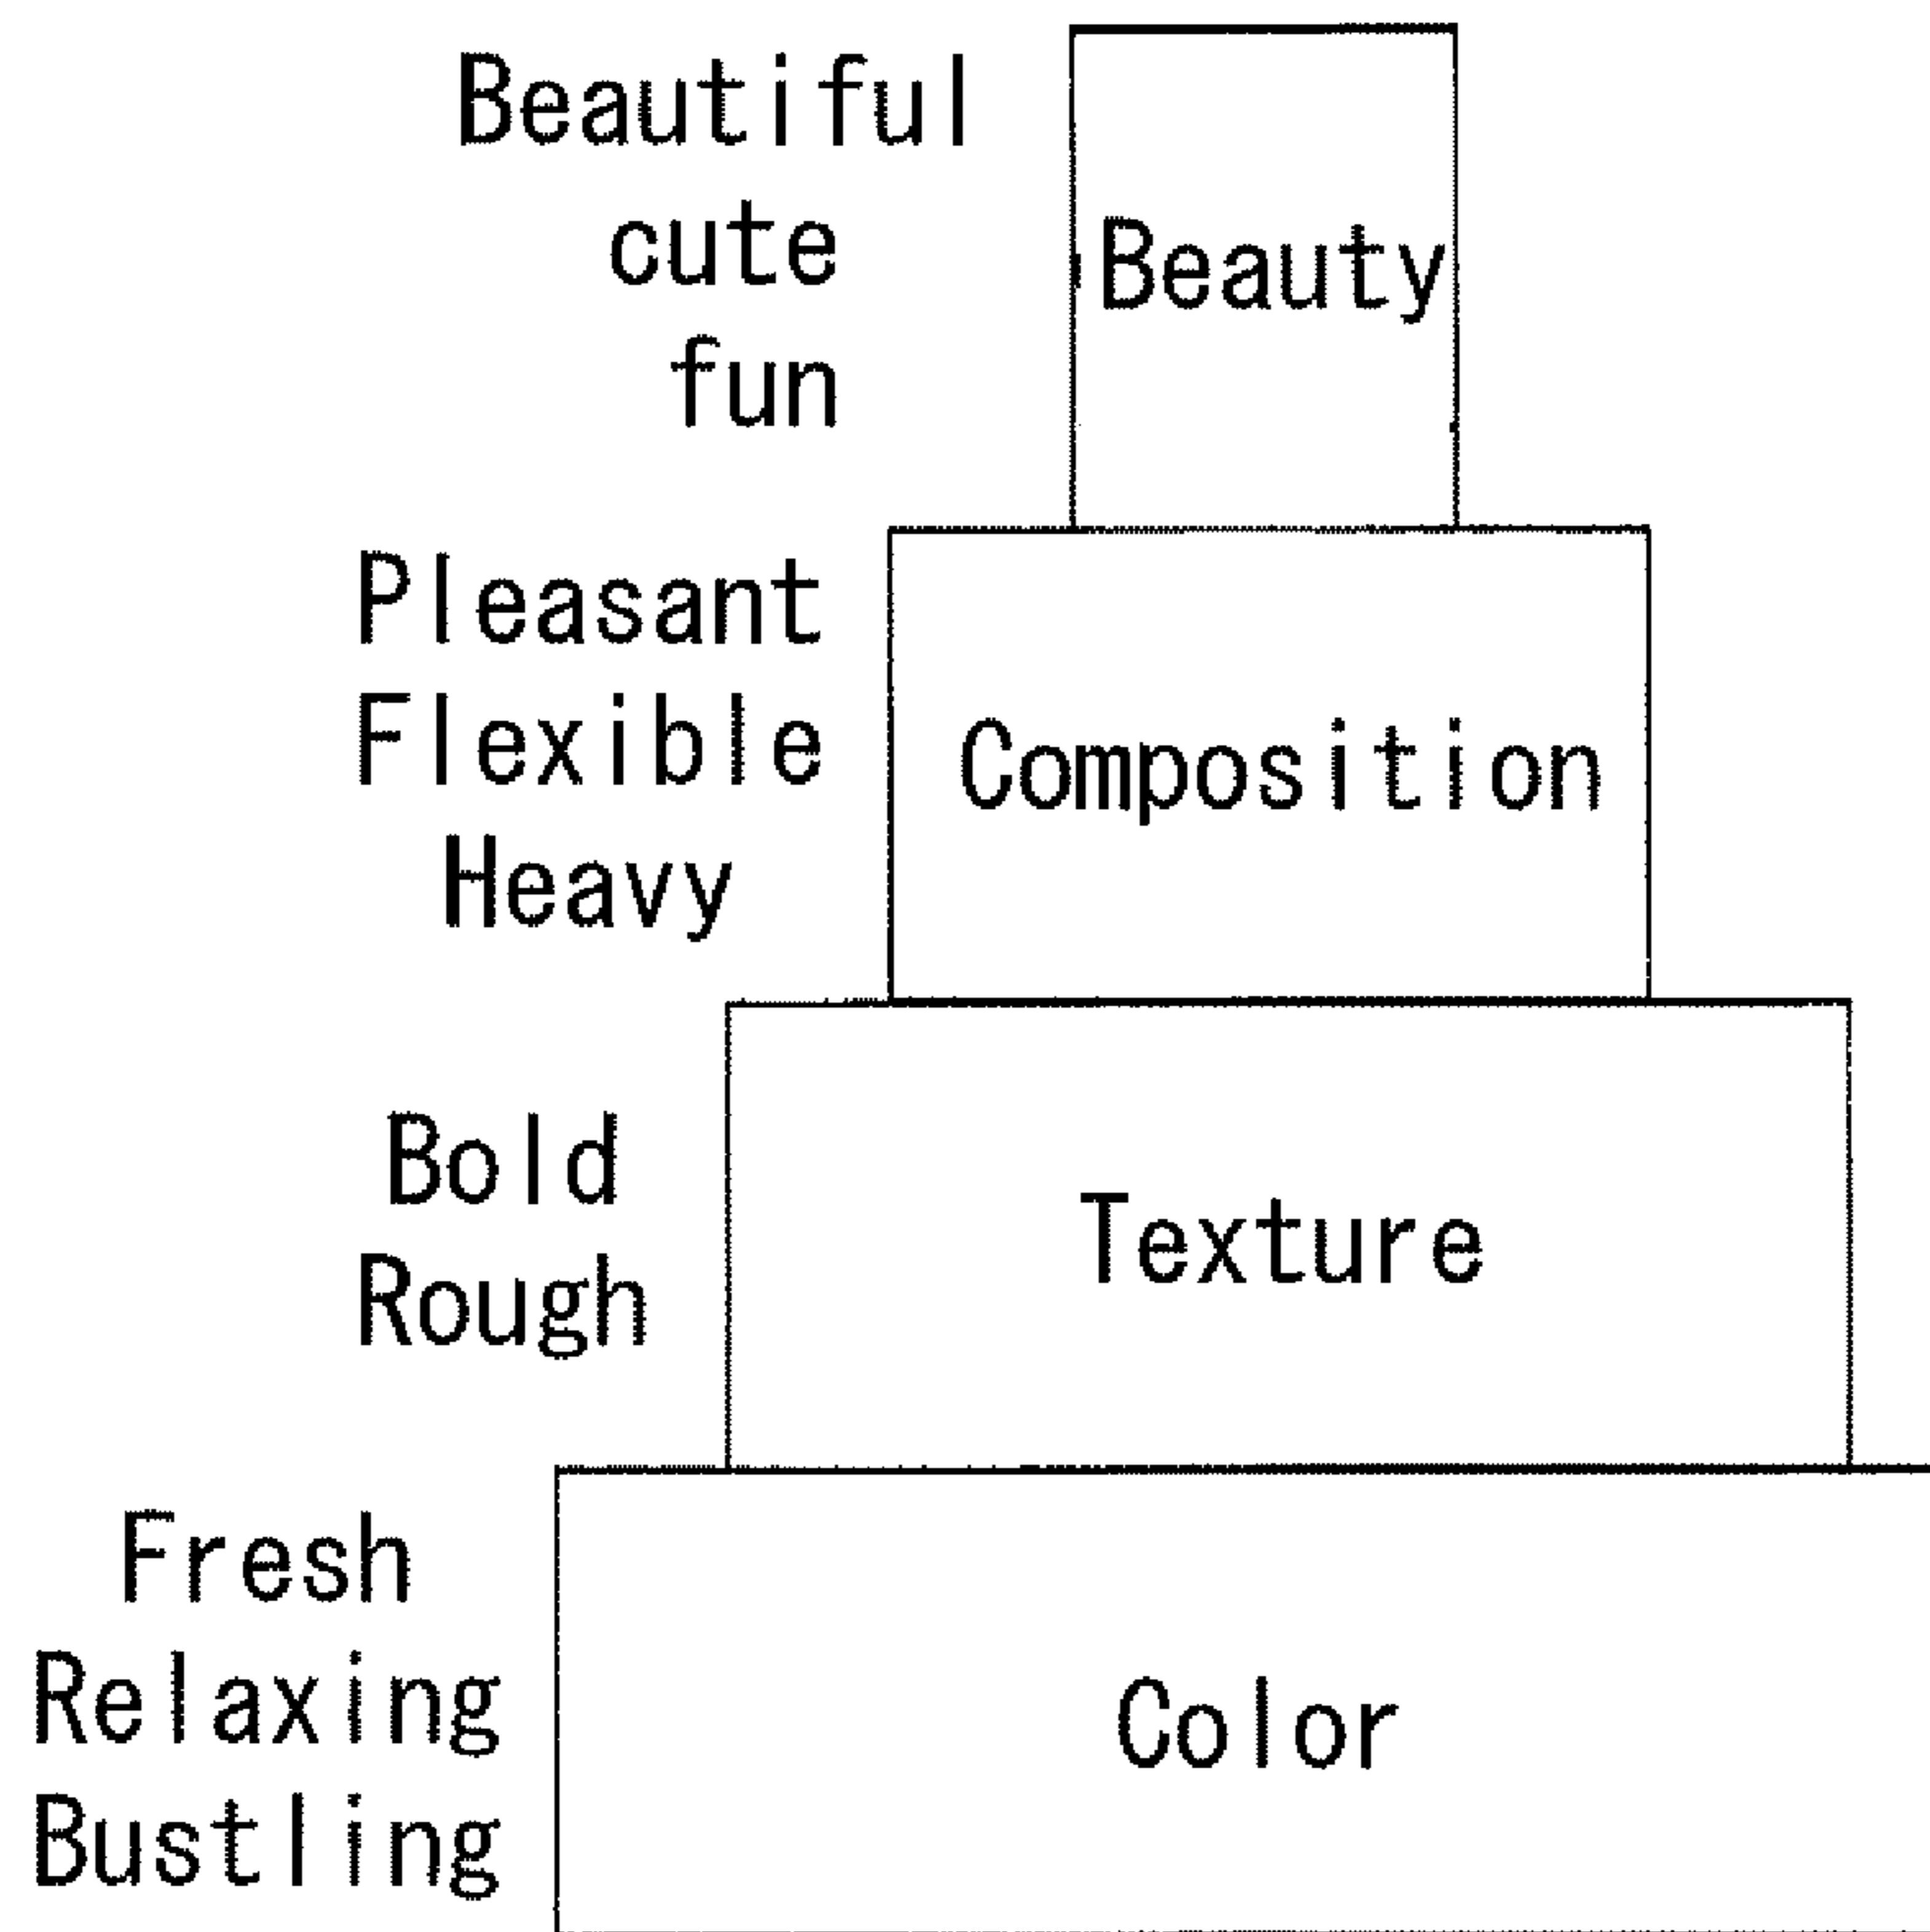 Beautiful
cute
fun
Beauty
Pleasant
Flexible
Heavy
Composition
Bold
Rough
Texture
Fresh
Relaxing
Bustling
Color